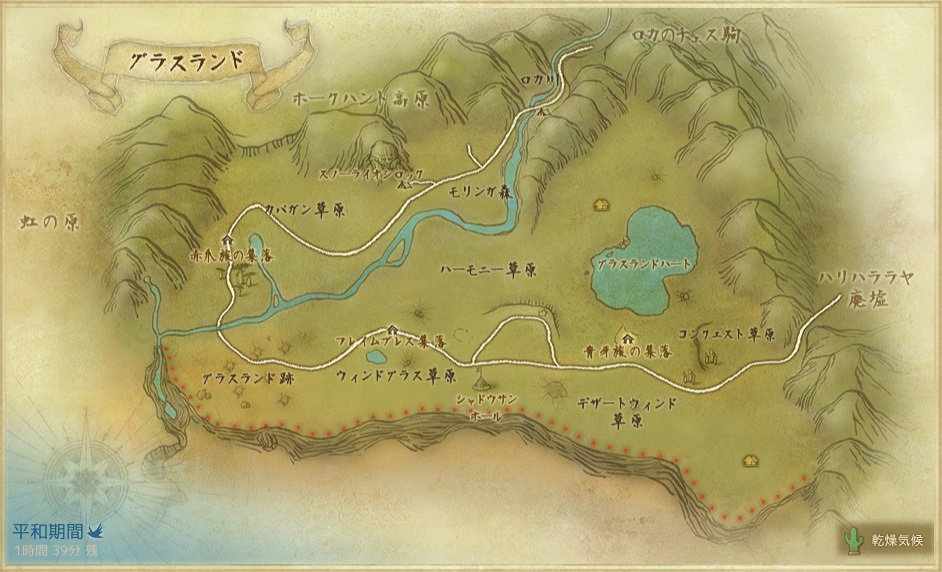 グラスランド
ロカのチェス駒
ロカリ
ホークハンド高原
スノーライオンロック
モリンガ森
カバガン草原
虹の原
赤爪族の集落
ハーモニー草原
グラスランドハート
ハリハララヤ
廃墟
フレイムブレス集落
青牙族の集落
コンクエスト草原
グラスランド跡
ウィンドグラス草原
シャドウサン
ホール
デザートウィンド
草原
平和期間
1時間 39分 残
乾燥気候